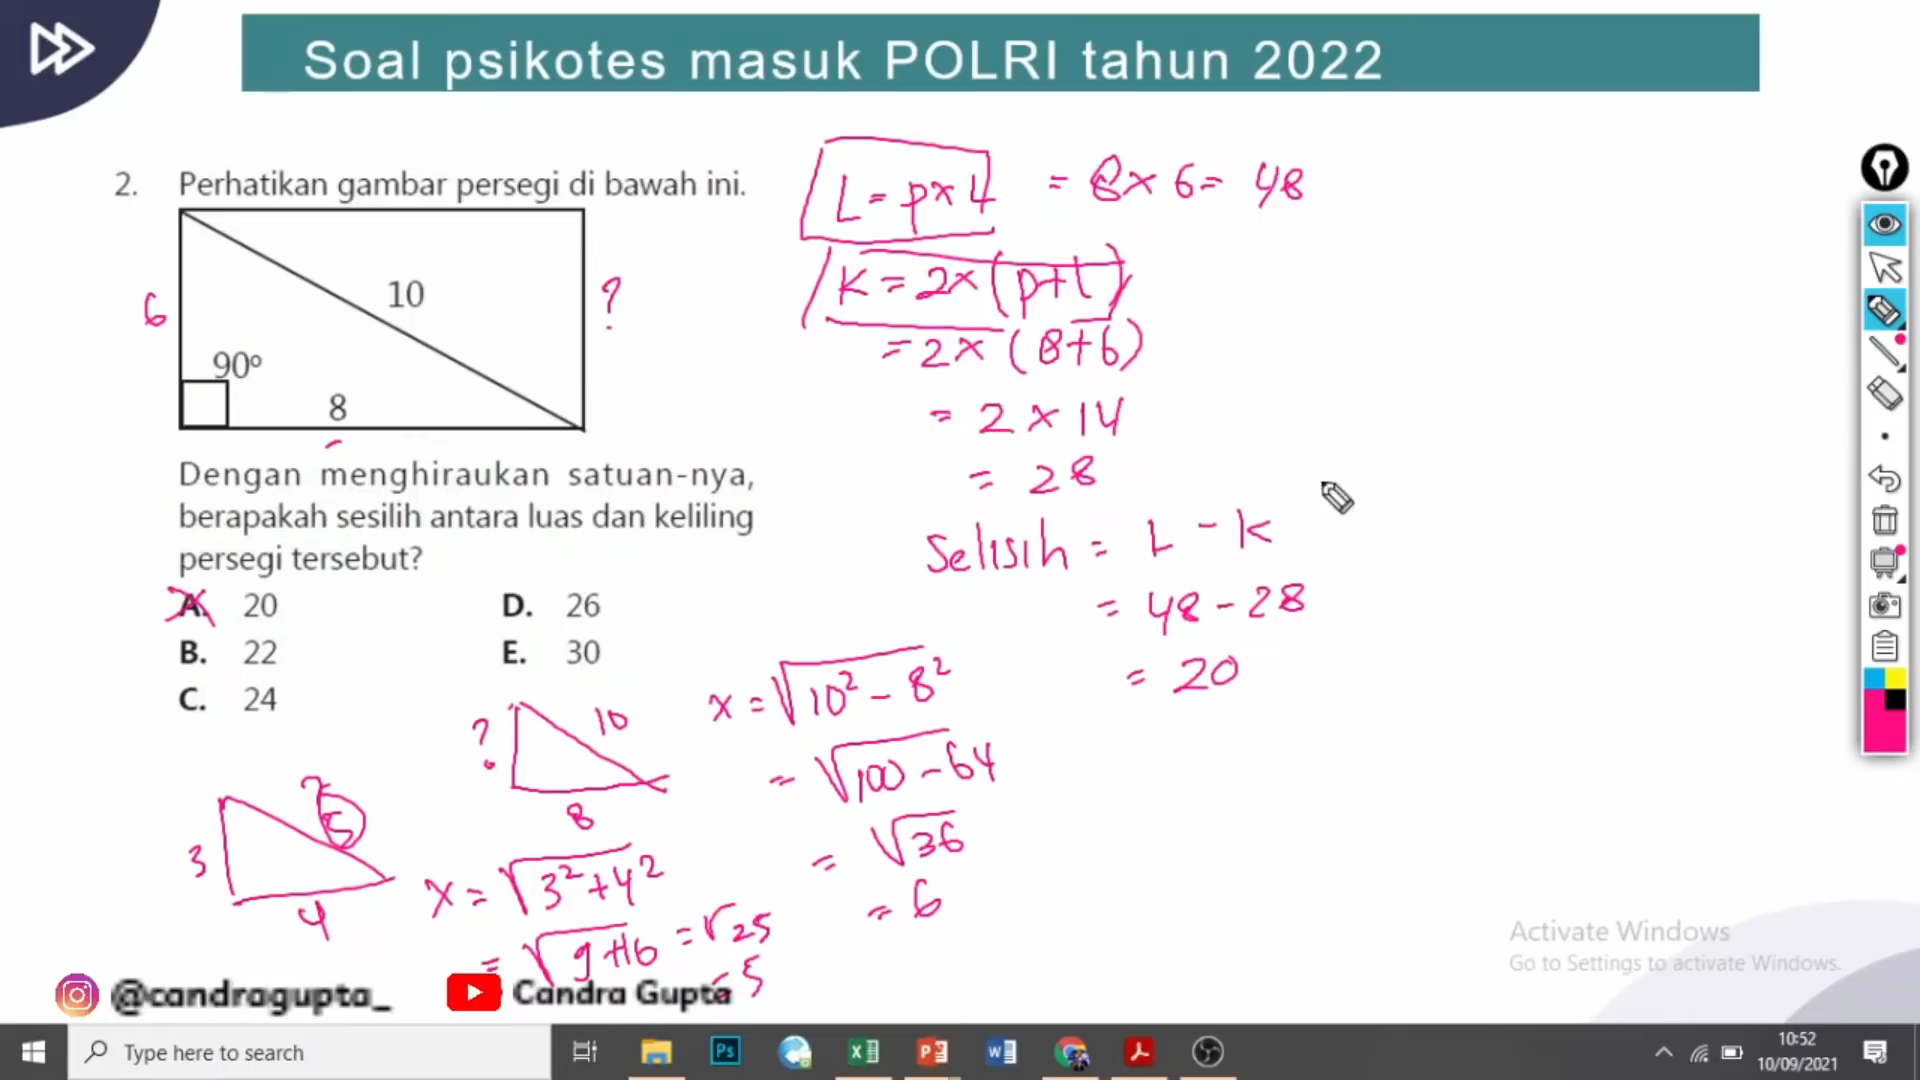 Soal psikotes masuk POLRI tahun 2022
2. Perhatikan gambar persegi di bawah ini.
6
10
?
90°
8
Dengan menghiraukan satuan-nya,
berapakah sesilih antara luas dan keliling
persegi tersebut?
A. 20
B. 22
C. 24
D. 26
E. 30
L = p x l = 8 x 6 = 48
K = 2x (p+l)
= 2x (8+6)
= 2 x 14
= 28
Selisih = L - K
= 48 - 28
= 20
?
10
8
x = √10² - 8²
= √100 - 64
= √36
= 6
3
?
5
4
x = √3² + 4²
= √9+16 = √25
= 5
@candragupta_
Candra Gupta
Activate Windows
Go to Settings to activate Windows.
Type here to search
Ps
10:52
10/09/2021